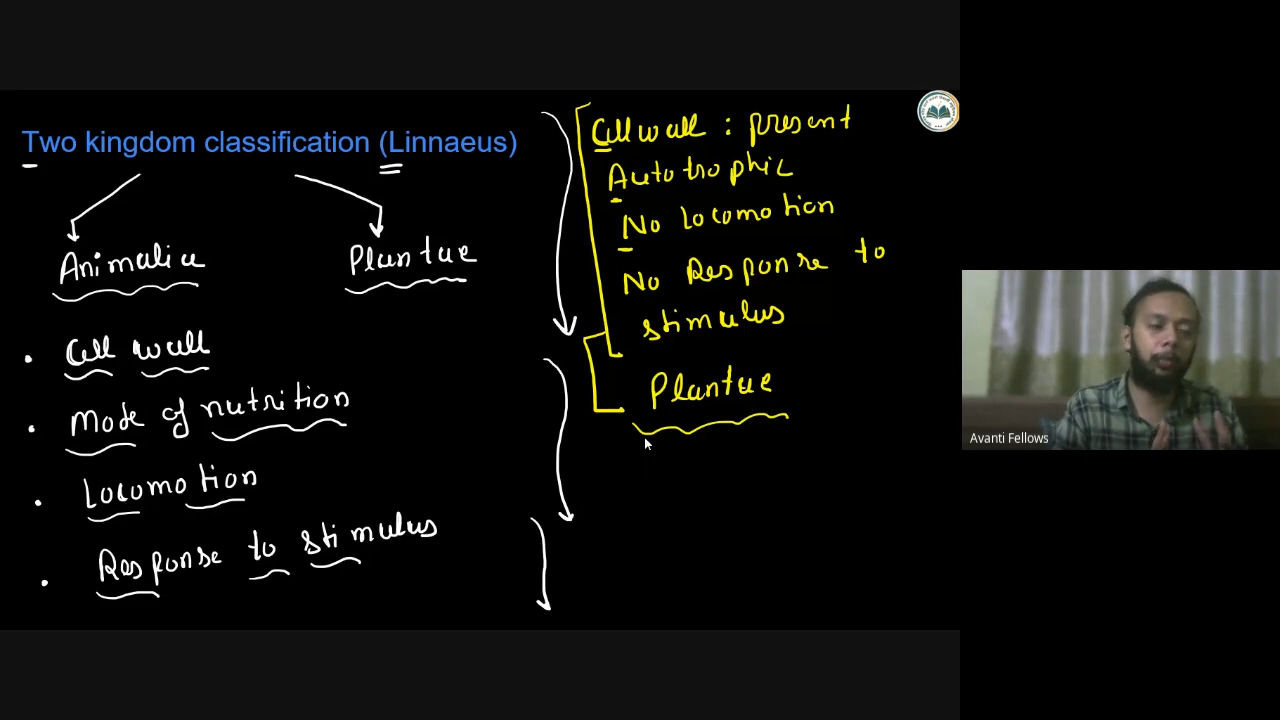 Two kingdom classification (Linnaeus)
Animalia
Plantae
Cell wall
Mode of nutrition
Locomotion
Response to stimulus
Cell wall : present
Autotrophic
No Locomotion
No Response to
stimulus
Plantae
Avanti Fellows